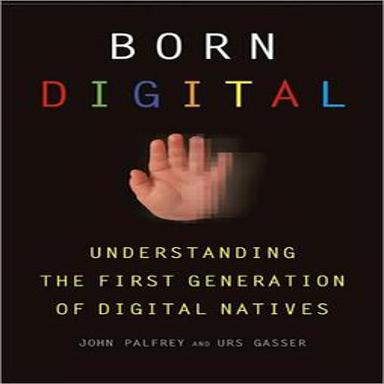 BORN
DIGITAL
UNDERSTANDING
THE FIRST GENERATION
OF DIGITAL NATIVES
JOHN PALFREY AND URS GASSER